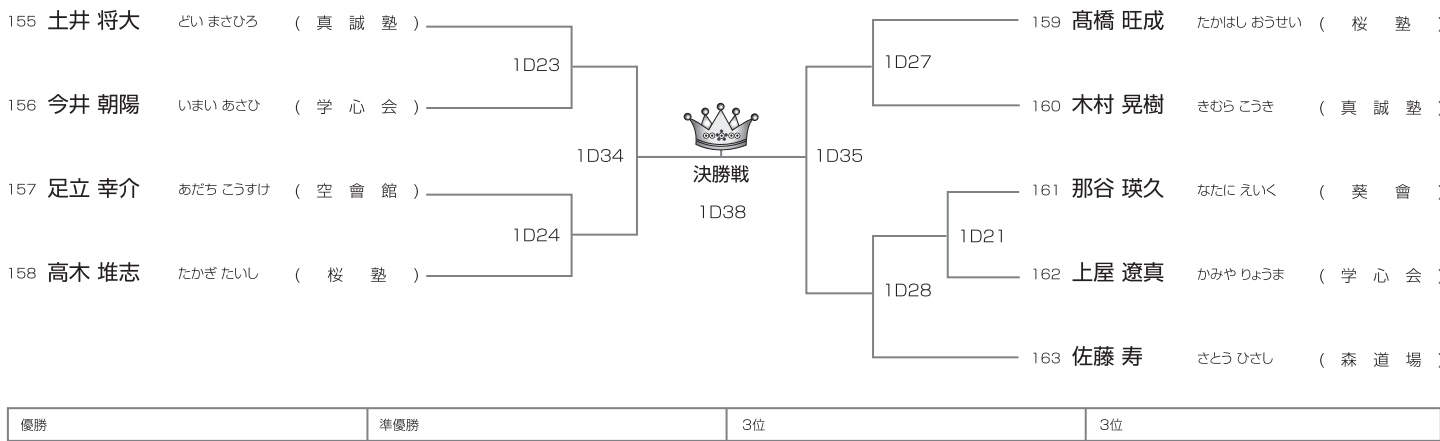 155 土井 将大 どい まさひろ ( 真 誠 塾 )
1D23
156 今井 朝陽 いまい あさひ ( 学 心 会 )
1D34
157 足立 幸介 あだち こうすけ ( 空 會 館 )
1D24
158 高木 堆志 たかぎ たいし ( 桜 塾 )
決勝戦
1D38
159 髙橋 旺成 たかはし おうせい ( 桜 塾 )
1D27
160 木村 晃樹 きむら こうき ( 真 誠 塾 )
1D35
161 那谷 瑛久 なたに えいく ( 葵 會 )
1D21
162 上屋 遼真 かみや りょうま ( 学 心 会 )
1D28
163 佐藤 寿 さとう ひさし ( 森 道 場 )
優勝 準優勝 3位 3位